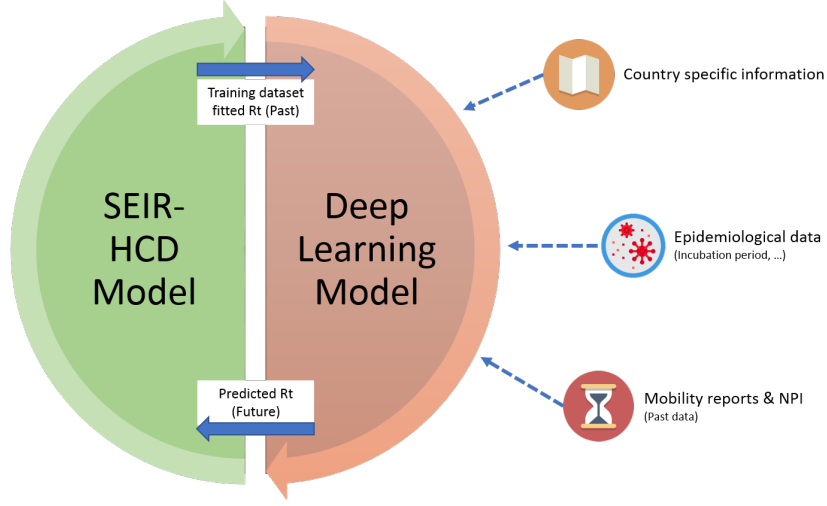 Training dataset
fitted Rt (Past)
SEIR-
HCD
Model
Deep
Learning
Model
Predicted Rt
(Future)
Country specific information
Epidemiological data
(Incubation period, ...)
Mobility reports & NPI
(Past data)